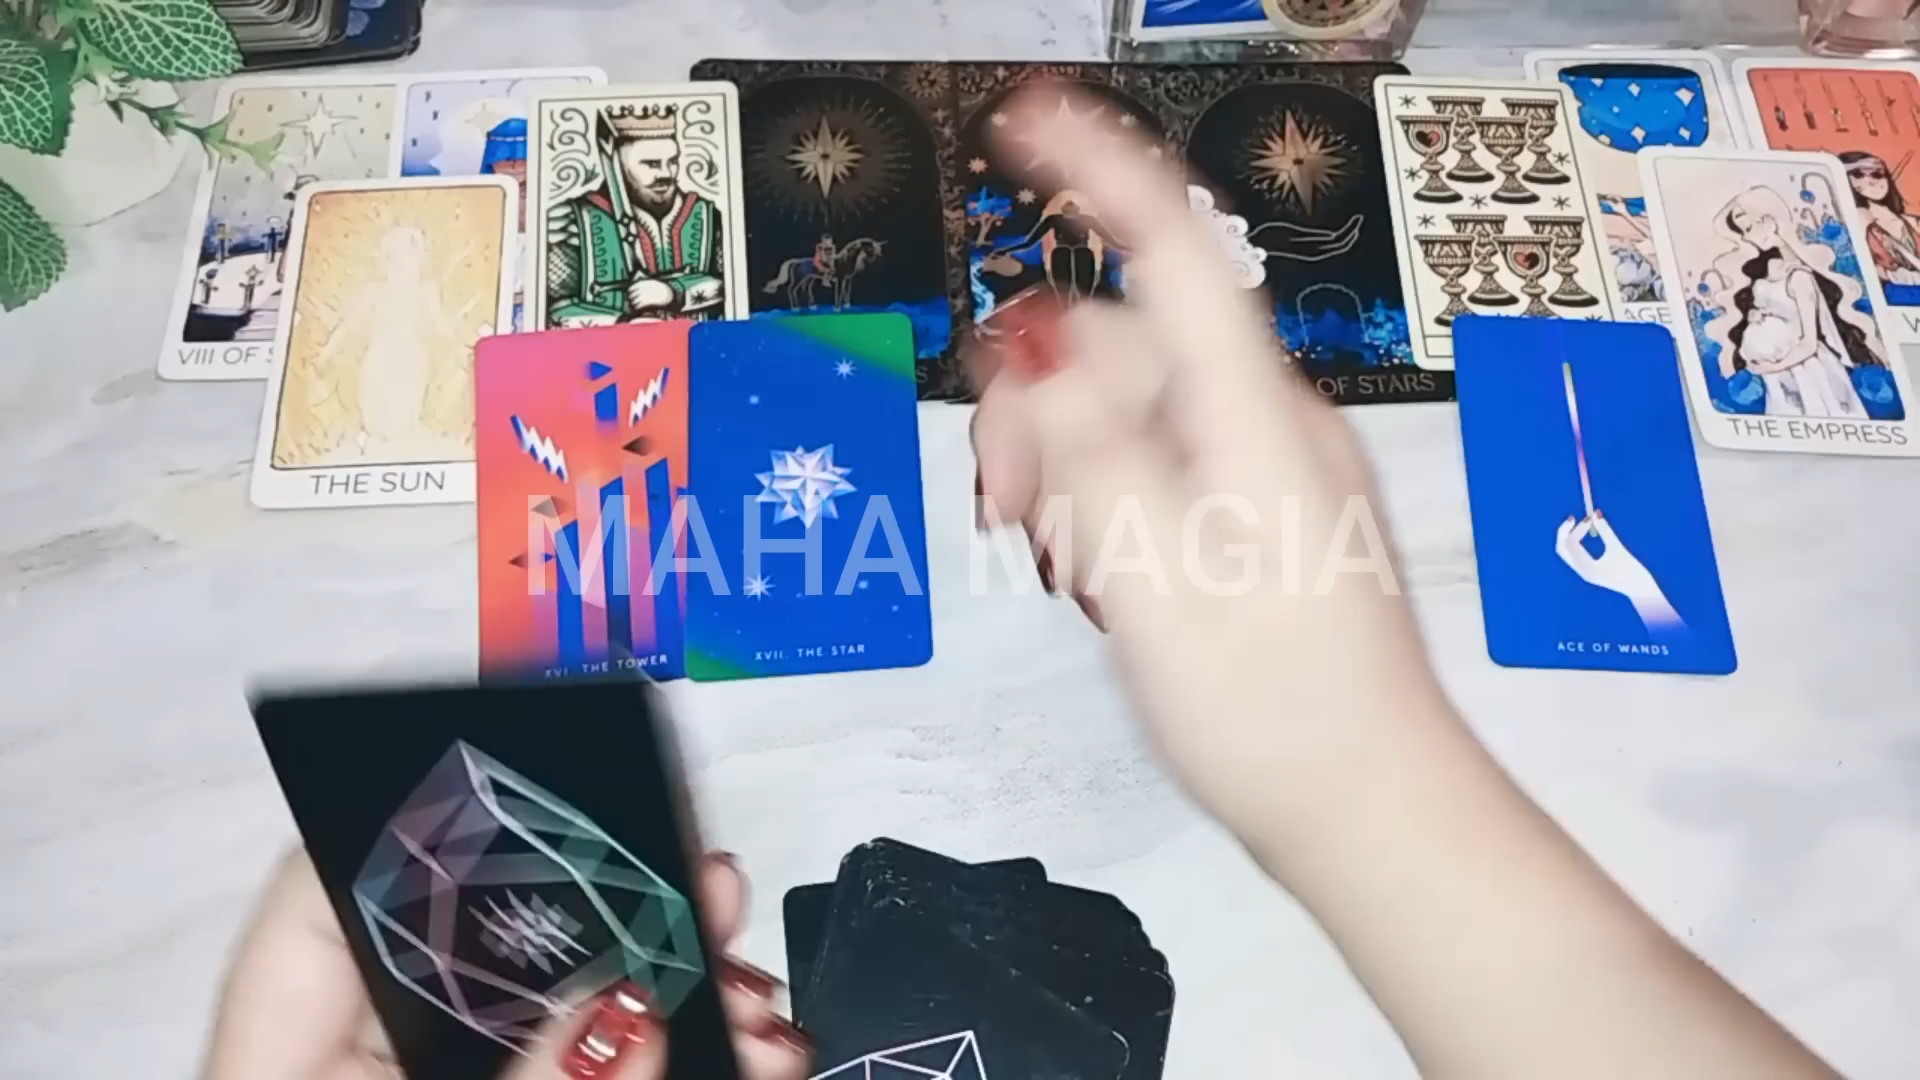 VIII OF
THE SUN
S
OF STARS
AGE
THE EMPRESS
MAHA MAGIA
XVI. THE TOWER
XVII. THE STAR
ACE OF WANDS